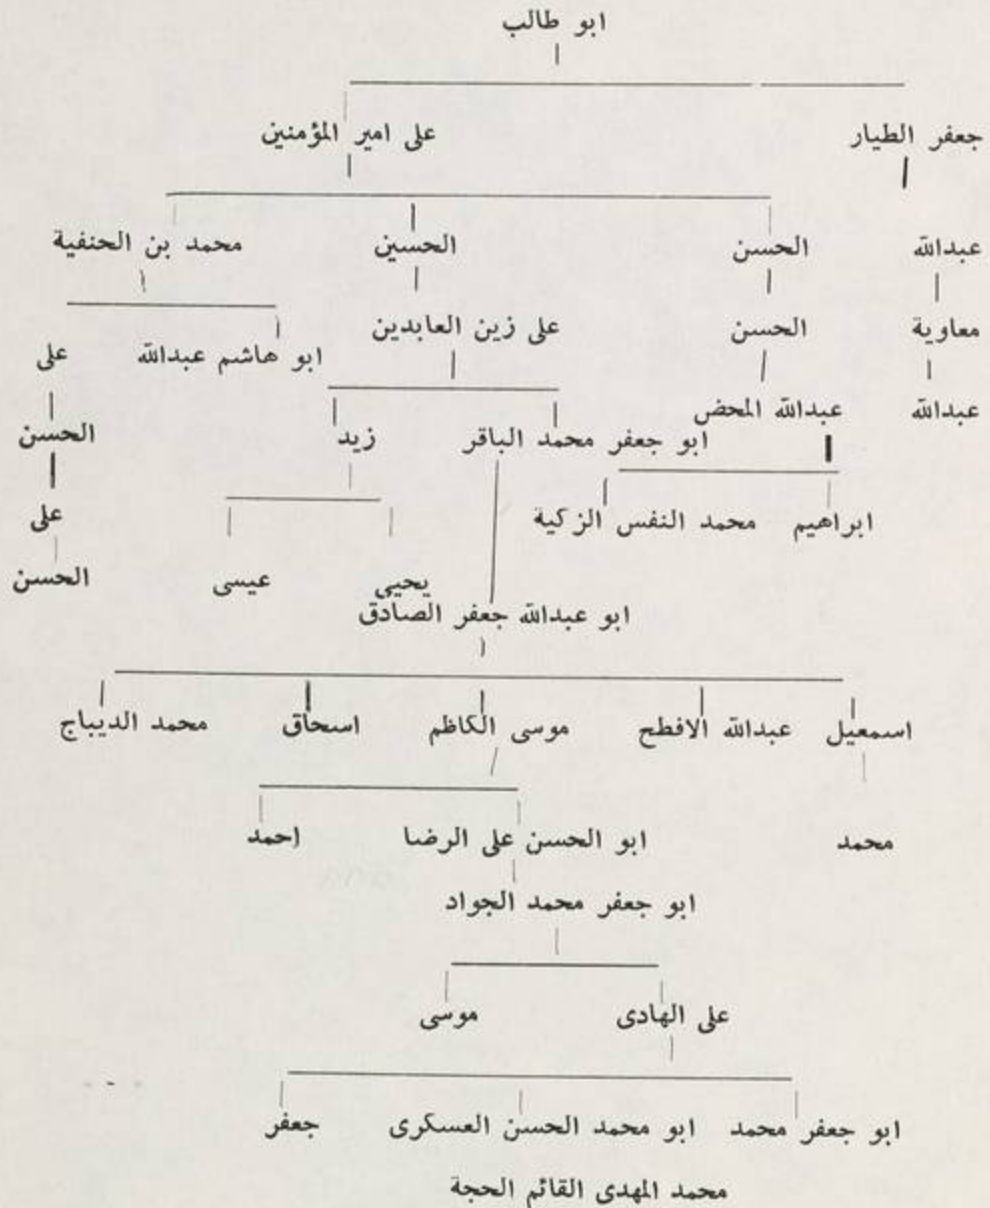 ابو طالب
جعفر الطيار على امير المؤمنين
عبدالله الحسن الحسين محمد بن الحنفية
معاوية الحسن على زين العابدين
ابو هاشم عبدالله على
عبدالله عبدالله المحض
ابو جعفر محمد الباقر زيد الحسن
ابراهيم محمد النفس الزكية على
يحيى عيسى الحسن
ابو عبدالله جعفر الصادق
اسمعيل عبدالله الافطح موسى الكاظم اسحاق محمد الديباج
محمد ابو الحسن على الرضا احمد
ابو جعفر محمد الجواد
على الهادى موسى
ابو جعفر محمد ابو محمد الحسن العسكرى جعفر
محمد المهدى القائم الحجة